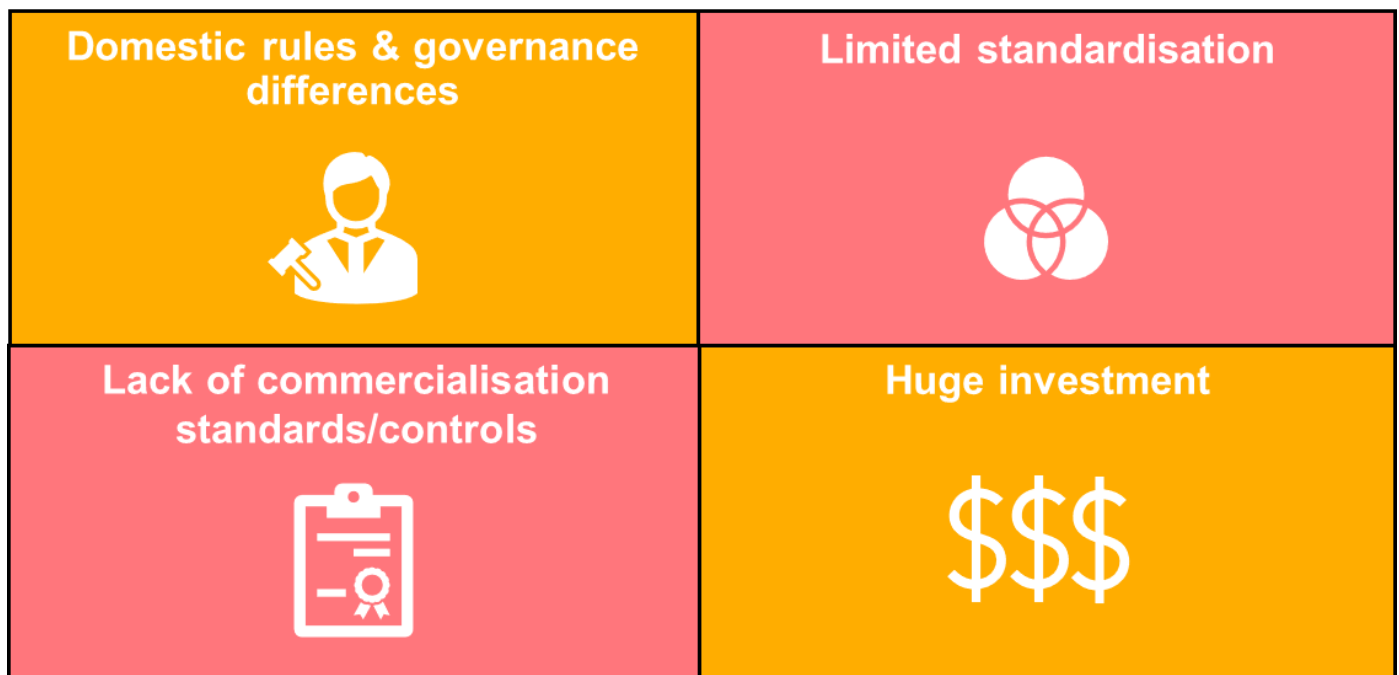 Domestic rules & governance
differences
Limited standardisation
Lack of commercialisation
standards/controls
Huge investment
$$$